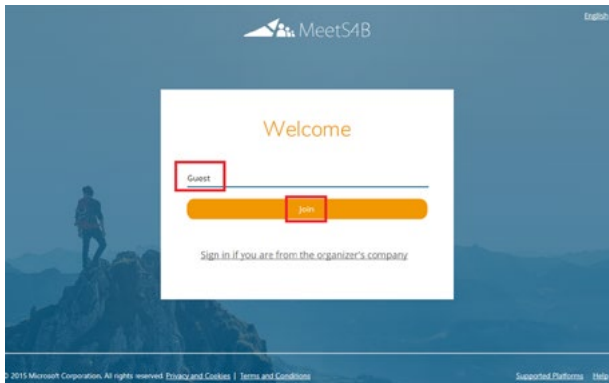 MeetS4B
English
Welcome
Guest
Join
Sign in if you are from the organizer's company
© 2015 Microsoft Corporation. All rights reserved. Privacy and Cookies | Terms and Conditions
Supported Platforms Help